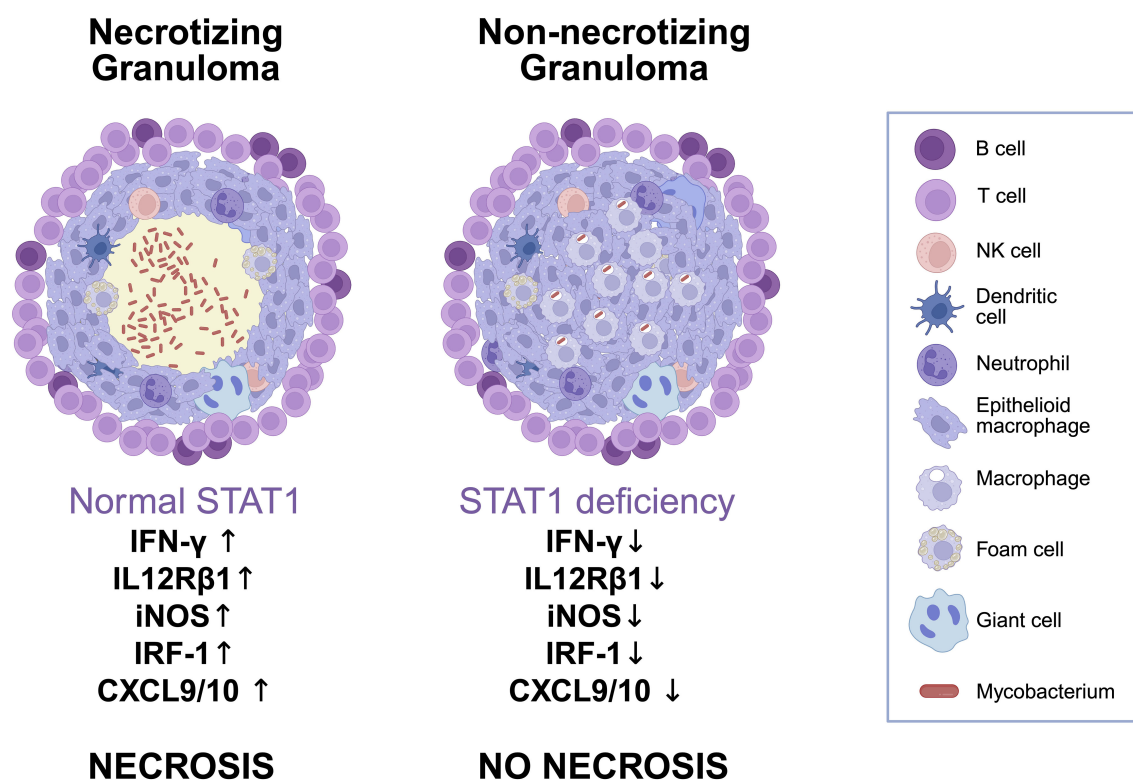 Necrotizing
Granuloma
Non-necrotizing
Granuloma
Normal STAT1
IFN-γ ↑
IL12Rβ1↑
iNOS↑
IRF-1↑
CXCL9/10 ↑
NECROSIS
STAT1 deficiency
IFN-γ↓
IL12Rβ1↓
iNOS↓
IRF-1↓
CXCL9/10 ↓
NO NECROSIS
B cell
T cell
NK cell
Dendritic
cell
Neutrophil
Epithelioid
macrophage
Macrophage
Foam cell
Giant cell
Mycobacterium